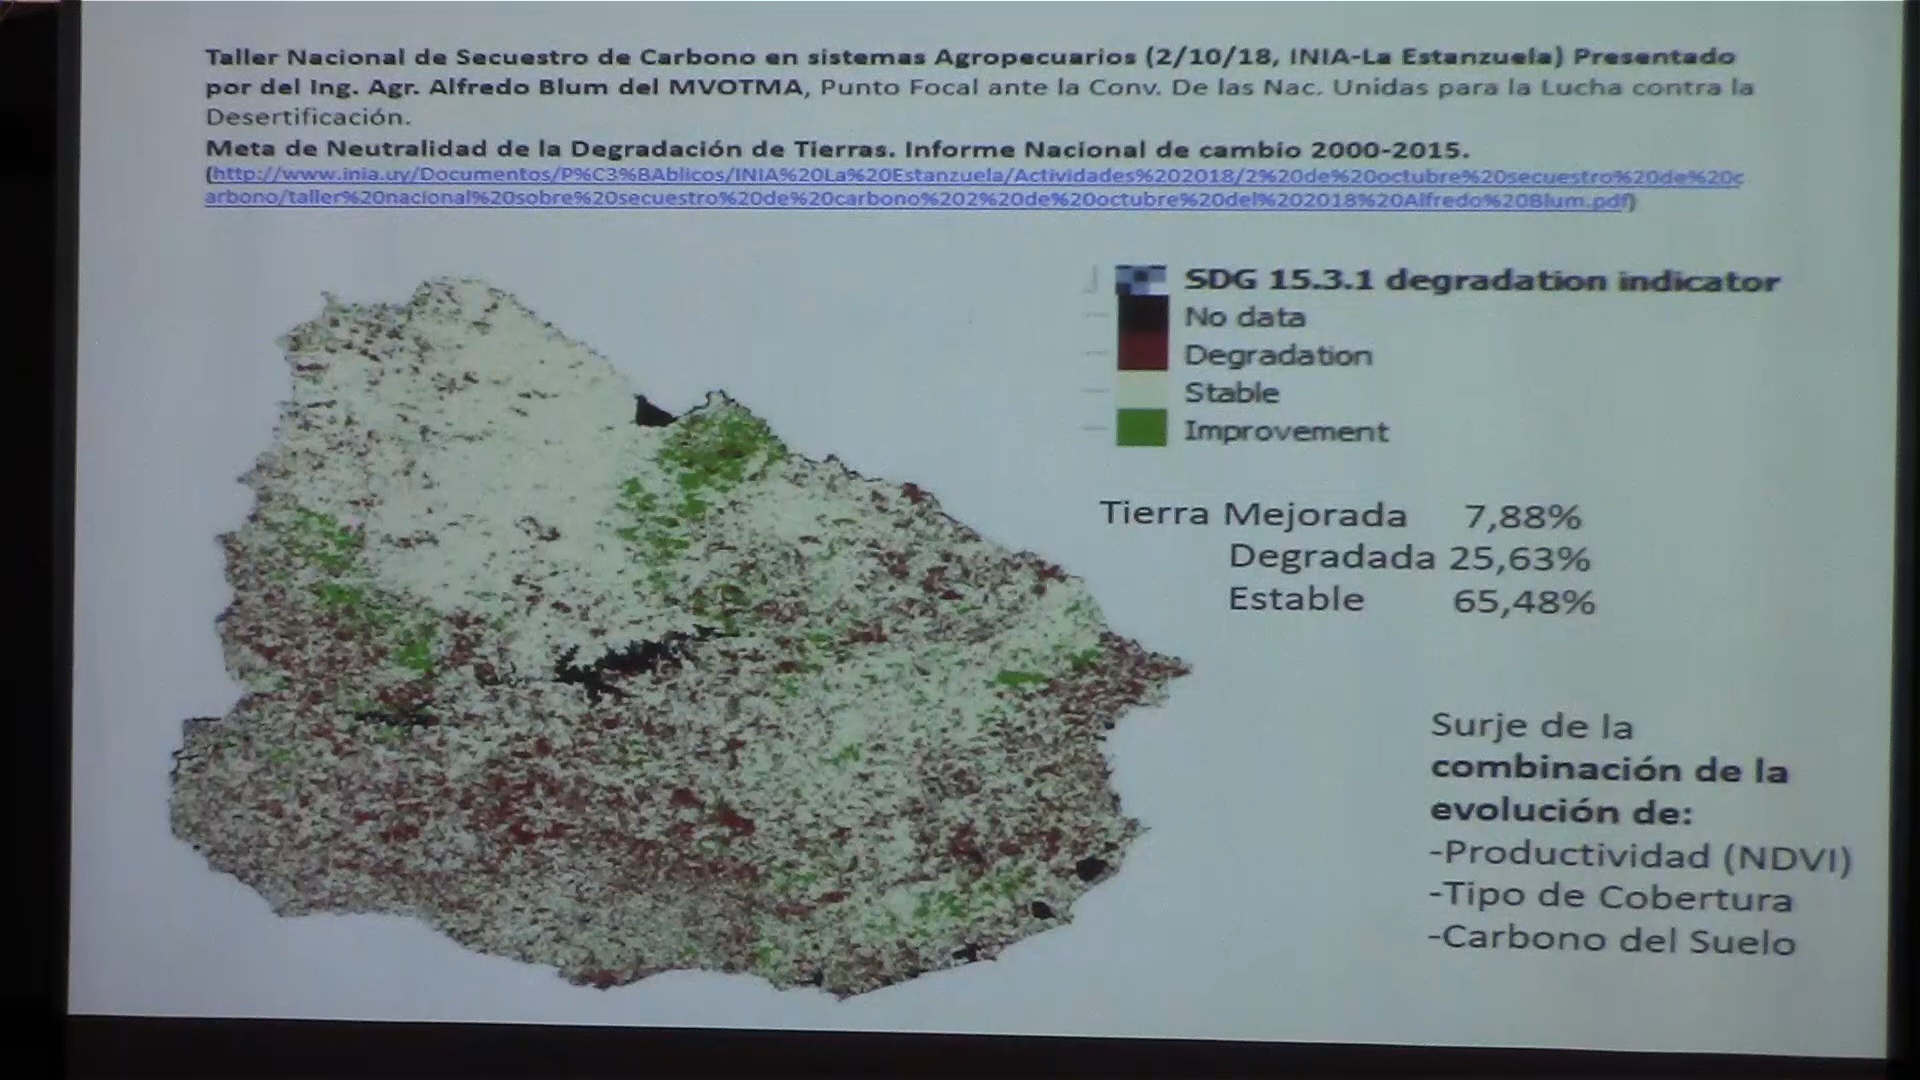 Taller Nacional de Secuestro de Carbono en sistemas Agropecuarios (2/10/18, INIA-La Estanzuela) Presentado
por del Ing. Agr. Alfredo Blum del MVOTMA, Punto Focal ante la Conv. De las Nac. Unidas para la Lucha contra la
Desertificación.
Meta de Neutralidad de la Degradación de Tierras. Informe Nacional de cambio 2000-2015.
(http://www.inia.uy/Documentos/P%C3%BAblicos/INIA%20La%20Estanzuela/Actividades%202018/2%20de%20octubre%20secuestro%20de%20c
arbono/taller%20nacional%20sobre%20secuestro%20de%20carbono%202%20de%20octubre%20del%202018%20Alfredo%20Blum.pdf)
SDG 15.3.1 degradation indicator
No data
Degradation
Stable
Improvement
Tierra Mejorada 7,88%
Degradada 25,63%
Estable 65,48%
Surje de la
combinación de la
evolución de:
-Productividad (NDVI)
-Tipo de Cobertura
-Carbono del Suelo